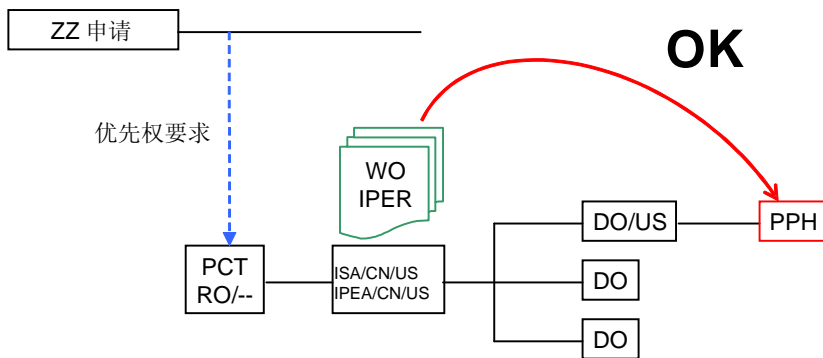 ZZ 申请
OK
优先权要求
WO
IPER
DO/US
PPH
PCT
RO/--
ISA/CN/US
IPEA/CN/US
DO
DO